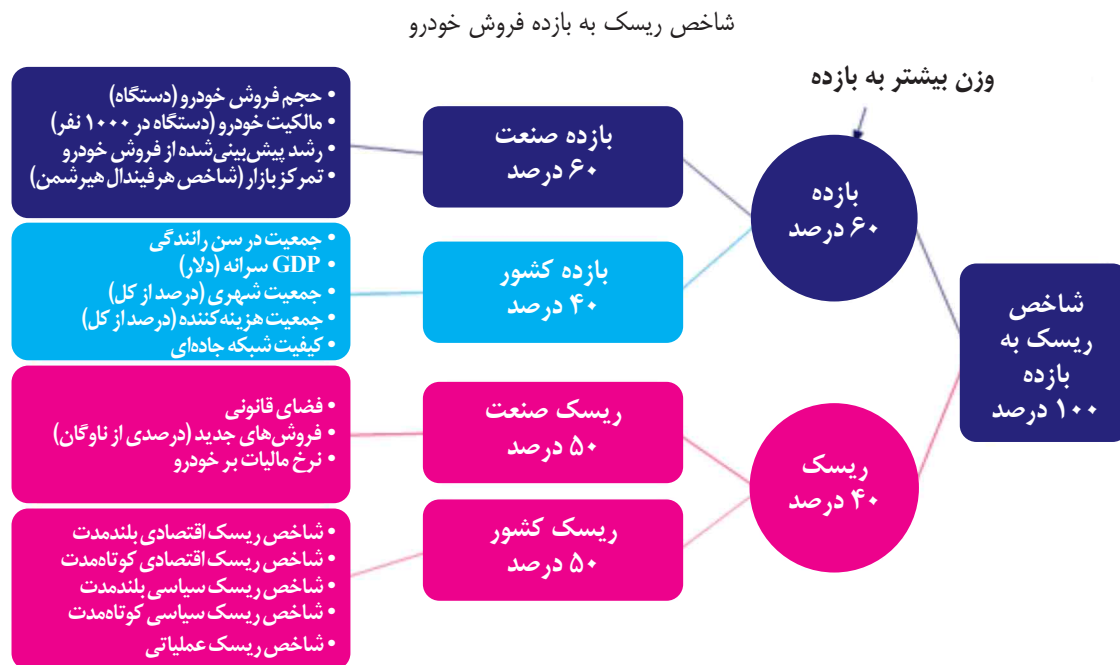 شاخص ریسک به بازده فروش خودرو
وزن بیشتر به بازده
شاخص
ریسک به
بازده
۱۰۰ درصد
بازده
۶۰ درصد
بازده صنعت
۶۰ درصد
• حجم فروش خودرو (دستگاه)
• مالکیت خودرو (دستگاه در ۱۰۰۰ نفر)
• رشد پیش‌بینی‌شده از فروش خودرو
• تمرکز بازار (شاخص هرفیندال هیرشمن)
بازده کشور
۴۰ درصد
• جمعیت در سن رانندگی
• GDP سرانه (دلار)
• جمعیت شهری (درصد از کل)
• جمعیت هزینه‌کننده (درصد از کل)
• کیفیت شبکه جاده‌ای
ریسک
۴۰ درصد
ریسک صنعت
۵۰ درصد
• فضای قانونی
• فروش‌های جدید (درصدی از ناوگان)
• نرخ مالیات بر خودرو
ریسک کشور
۵۰ درصد
• شاخص ریسک اقتصادی بلندمدت
• شاخص ریسک اقتصادی کوتاه‌مدت
• شاخص ریسک سیاسی بلندمدت
• شاخص ریسک سیاسی کوتاه‌مدت
• شاخص ریسک عملیاتی